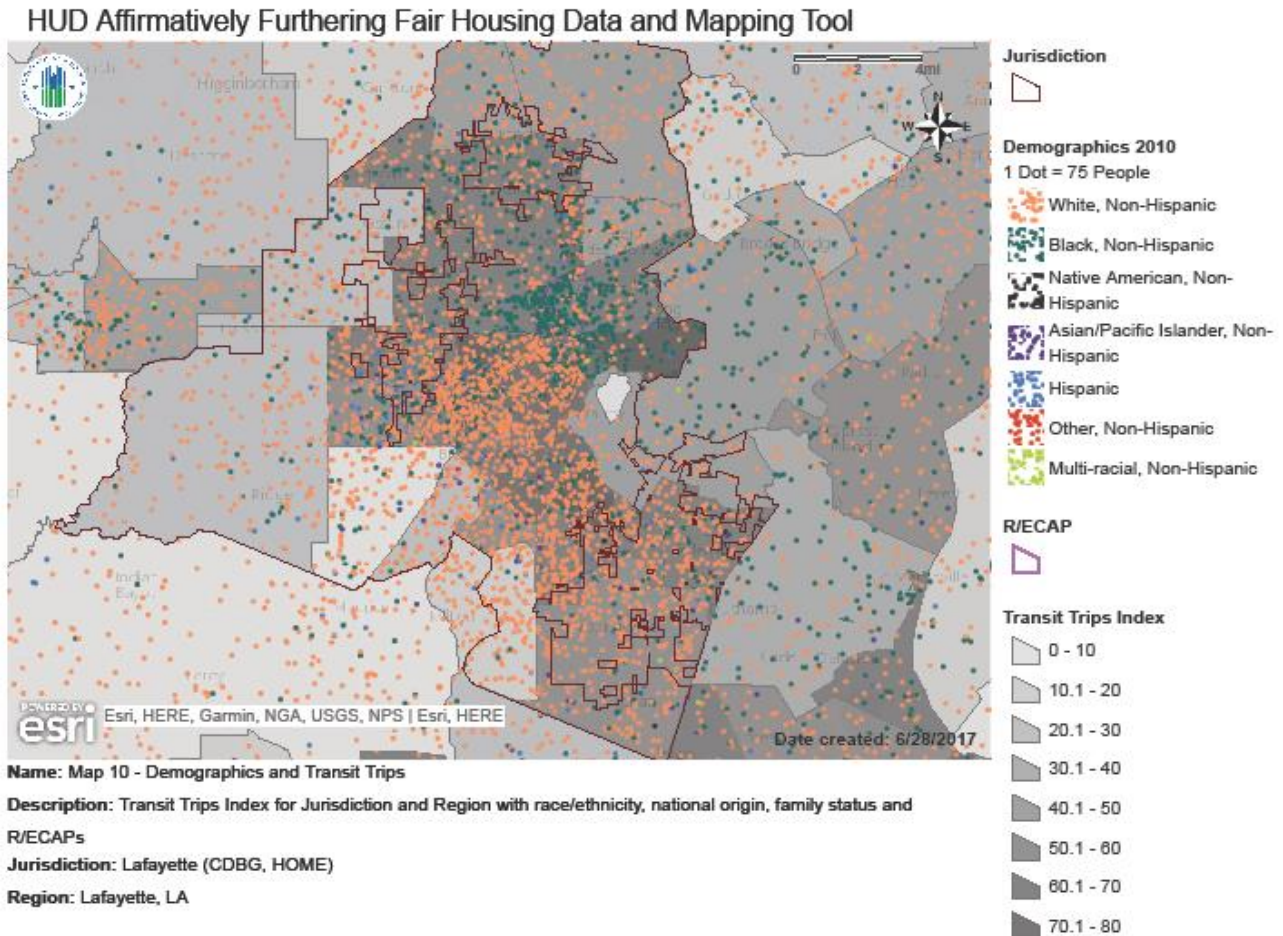 HUD Affirmatively Furthering Fair Housing Data and Mapping Tool
0 2 4mi
N
W E
S
Higginbotham
Ridge
Indian
Bayou
POWERED BY
esri
Esri, HERE, Garmin, NGA, USGS, NPS | Esri, HERE
Date created: 6/28/2017
Name: Map 10 - Demographics and Transit Trips
Description: Transit Trips Index for Jurisdiction and Region with race/ethnicity, national origin, family status and
R/ECAPs
Jurisdiction: Lafayette (CDBG, HOME)
Region: Lafayette, LA
Jurisdiction
Demographics 2010
1 Dot = 75 People
White, Non-Hispanic
Black, Non-Hispanic
Native American, Non-
Hispanic
Asian/Pacific Islander, Non-
Hispanic
Hispanic
Other, Non-Hispanic
Multi-racial, Non-Hispanic
R/ECAP
Transit Trips Index
0 - 10
10.1 - 20
20.1 - 30
30.1 - 40
40.1 - 50
50.1 - 60
60.1 - 70
70.1 - 80